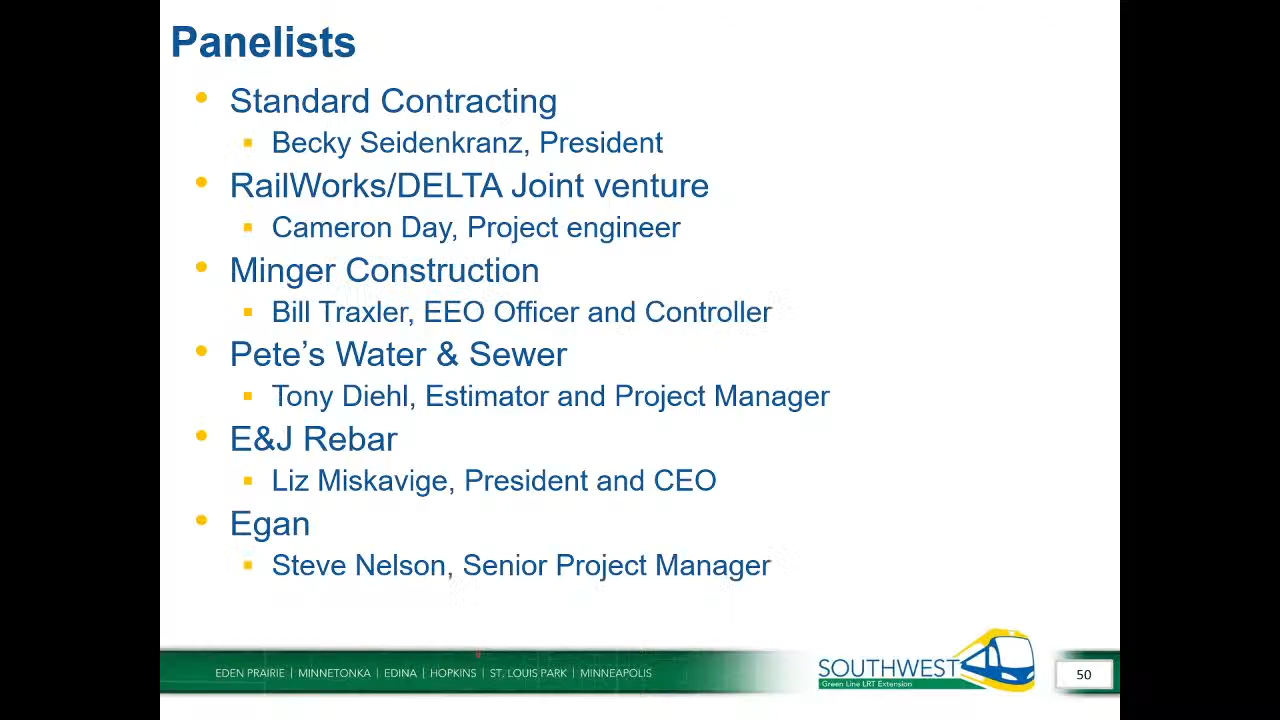 Panelists
• Standard Contracting
▪ Becky Seidenkranz, President
• RailWorks/DELTA Joint venture
▪ Cameron Day, Project engineer
• Minger Construction
▪ Bill Traxler, EEO Officer and Controller
• Pete’s Water & Sewer
▪ Tony Diehl, Estimator and Project Manager
• E&J Rebar
▪ Liz Miskavige, President and CEO
• Egan
▪ Steve Nelson, Senior Project Manager
EDEN PRAIRIE | MINNETONKA | EDINA | HOPKINS | ST. LOUIS PARK | MINNEAPOLIS
SOUTHWEST
Green Line LRT Extension
50